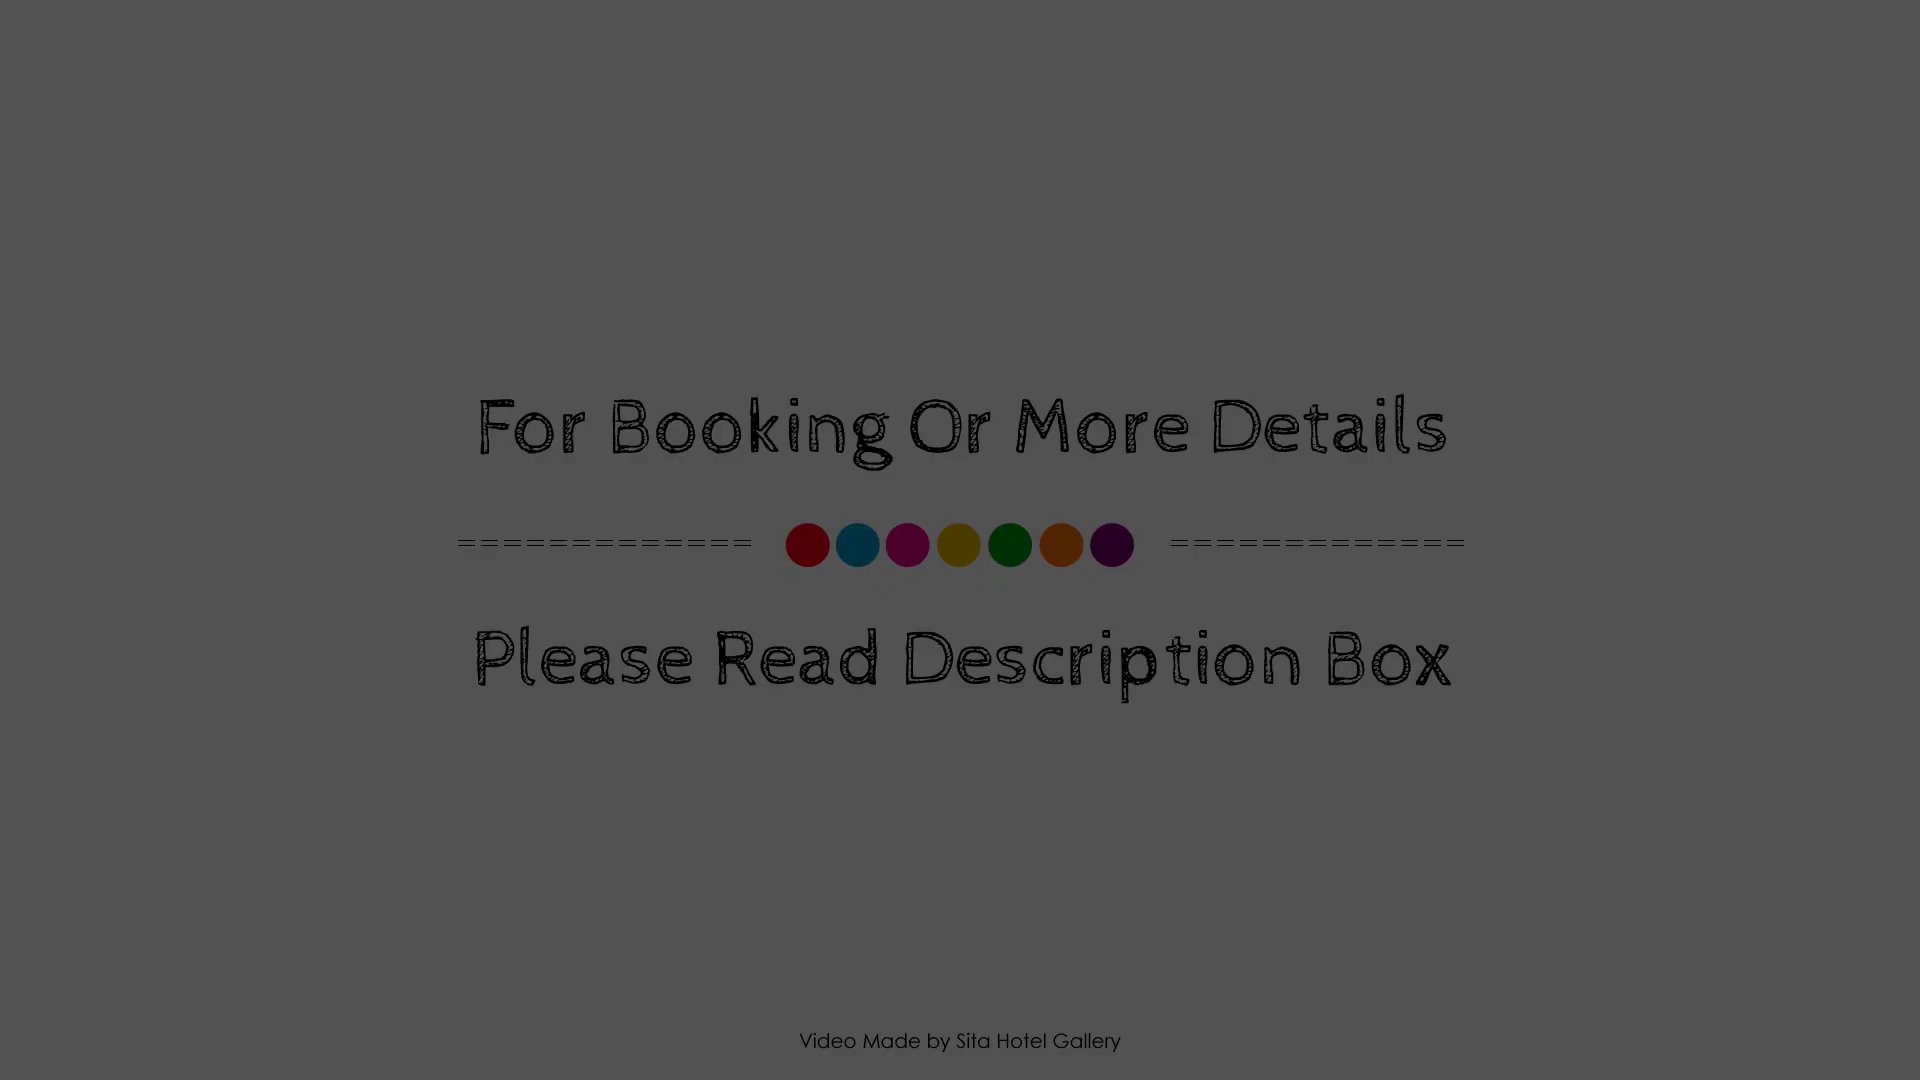 For Booking Or More Details
============= =============
Please Read Description Box
Video Made by Sita Hotel Gallery